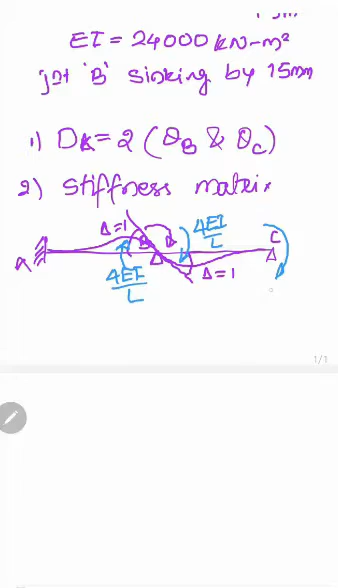 EI = 24000 kN-m²
jnt 'B' sinking by 15mm
1) Dk = 2 (θB & θC)
2) Stiffness matrix
Δ=1
B
4EI/L
C
A
4EI/L
Δ=1
1/1